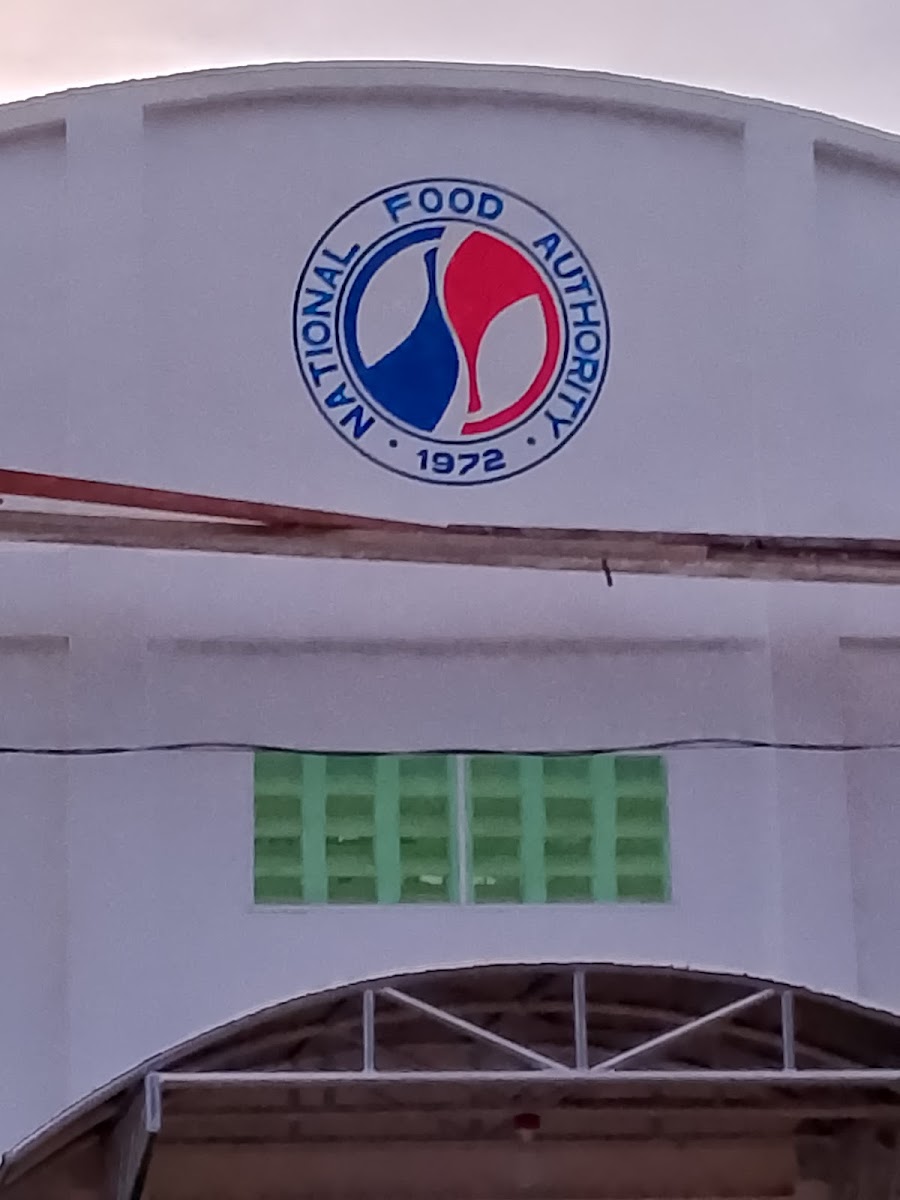 NATIONAL FOOD AUTHORITY
· 1972 ·